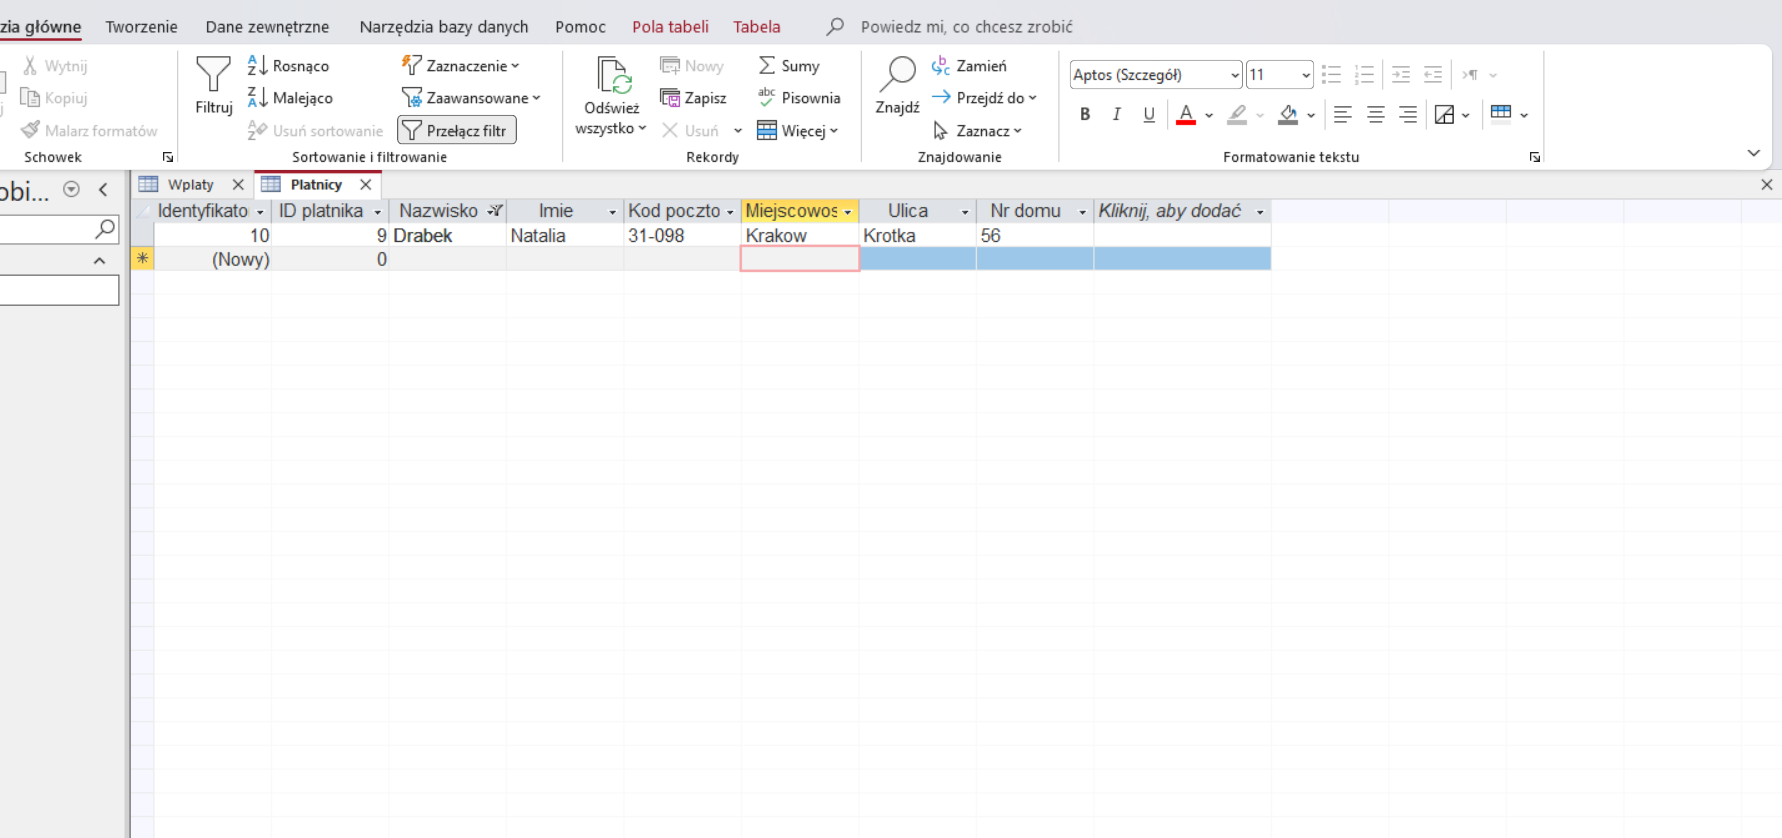 zia główne Tworzenie Dane zewnętrzne Narzędzia bazy danych Pomoc Pola tabeli Tabela Powiedz mi, co chcesz zrobić
Wytnij
Kopiuj
Malarz formatów
Schowek
Filtruj
Rosnąco
Malejąco
Usuń sortowanie
Zaznaczenie
Zaawansowane
Przełącz filtr
Sortowanie i filtrowanie
Odśwież
wszystko
Nowy
Zapisz
Usuń
Sumy
Pisownia
Więcej
Rekordy
Znajdź
Zamień
Przejdź do
Zaznacz
Znajdowanie
Aptos (Szczegół) 11
B I U A
Formatowanie tekstu
obi...
Wplaty Platnicy
Identyfikato ID platnika Nazwisko Imie Kod poczto Miejscowos Ulica Nr domu Kliknij, aby dodać
10 9 Drabek Natalia 31-098 Krakow Krotka 56
(Nowy) 0